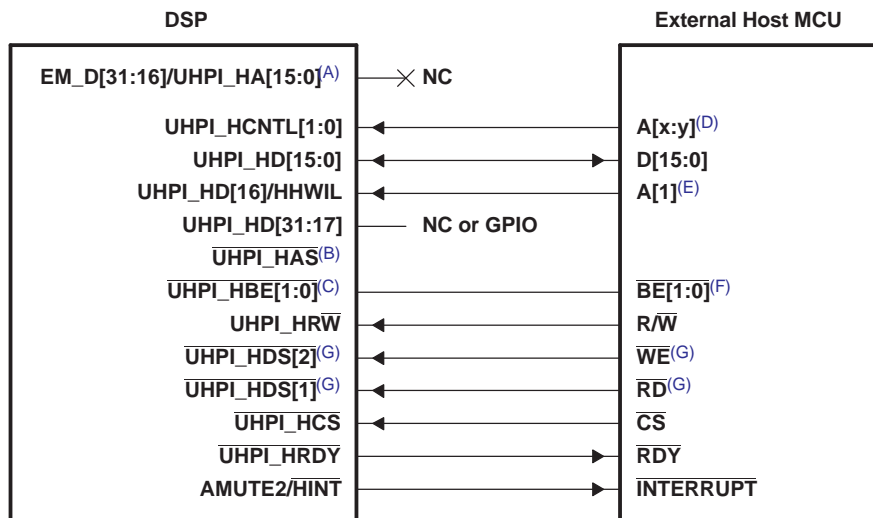 DSP External Host MCU
EM_D[31:16]/UHPI_HA[15:0](A) NC
UHPI_HCNTL[1:0] A[x:y](D)
UHPI_HD[15:0] D[15:0]
UHPI_HD[16]/HHWIL A[1](E)
UHPI_HD[31:17] NC or GPIO
UHPI_HAS(B)
UHPI_HBE[1:0](C) BE[1:0](F)
UHPI_HRW R/W
UHPI_HDS[2](G) WE(G)
UHPI_HDS[1](G) RD(G)
UHPI_HCS CS
UHPI_HRDY RDY
AMUTE2/HINT INTERRUPT